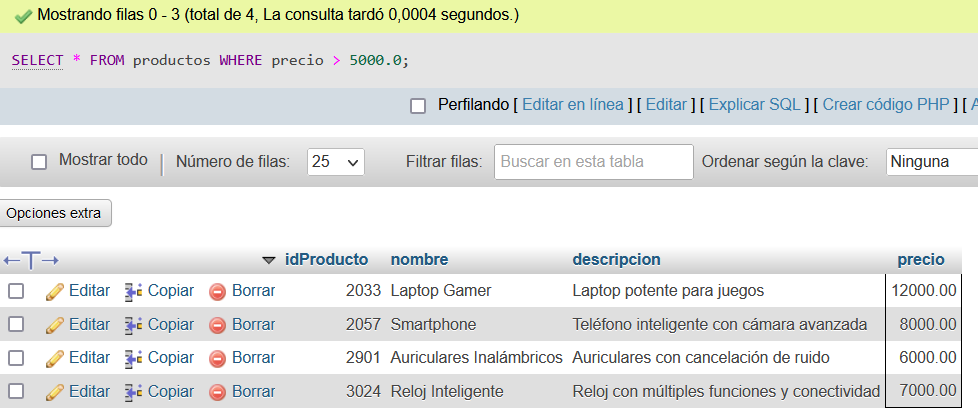 Mostrando filas 0 - 3 (total de 4, La consulta tardó 0,0004 segundos.)
SELECT * FROM productos WHERE precio > 5000.0;
Perfilando [ Editar en línea ] [ Editar ] [ Explicar SQL ] [ Crear código PHP ] [
Mostrar todo Número de filas: 25 Filtrar filas: Buscar en esta tabla Ordenar según la clave: Ninguna
Opciones extra
←T→ idProducto nombre descripcion precio
Editar Copiar Borrar 2033 Laptop Gamer Laptop potente para juegos 12000.00
Editar Copiar Borrar 2057 Smartphone Teléfono inteligente con cámara avanzada 8000.00
Editar Copiar Borrar 2901 Auriculares Inalámbricos Auriculares con cancelación de ruido 6000.00
Editar Copiar Borrar 3024 Reloj Inteligente Reloj con múltiples funciones y conectividad 7000.00